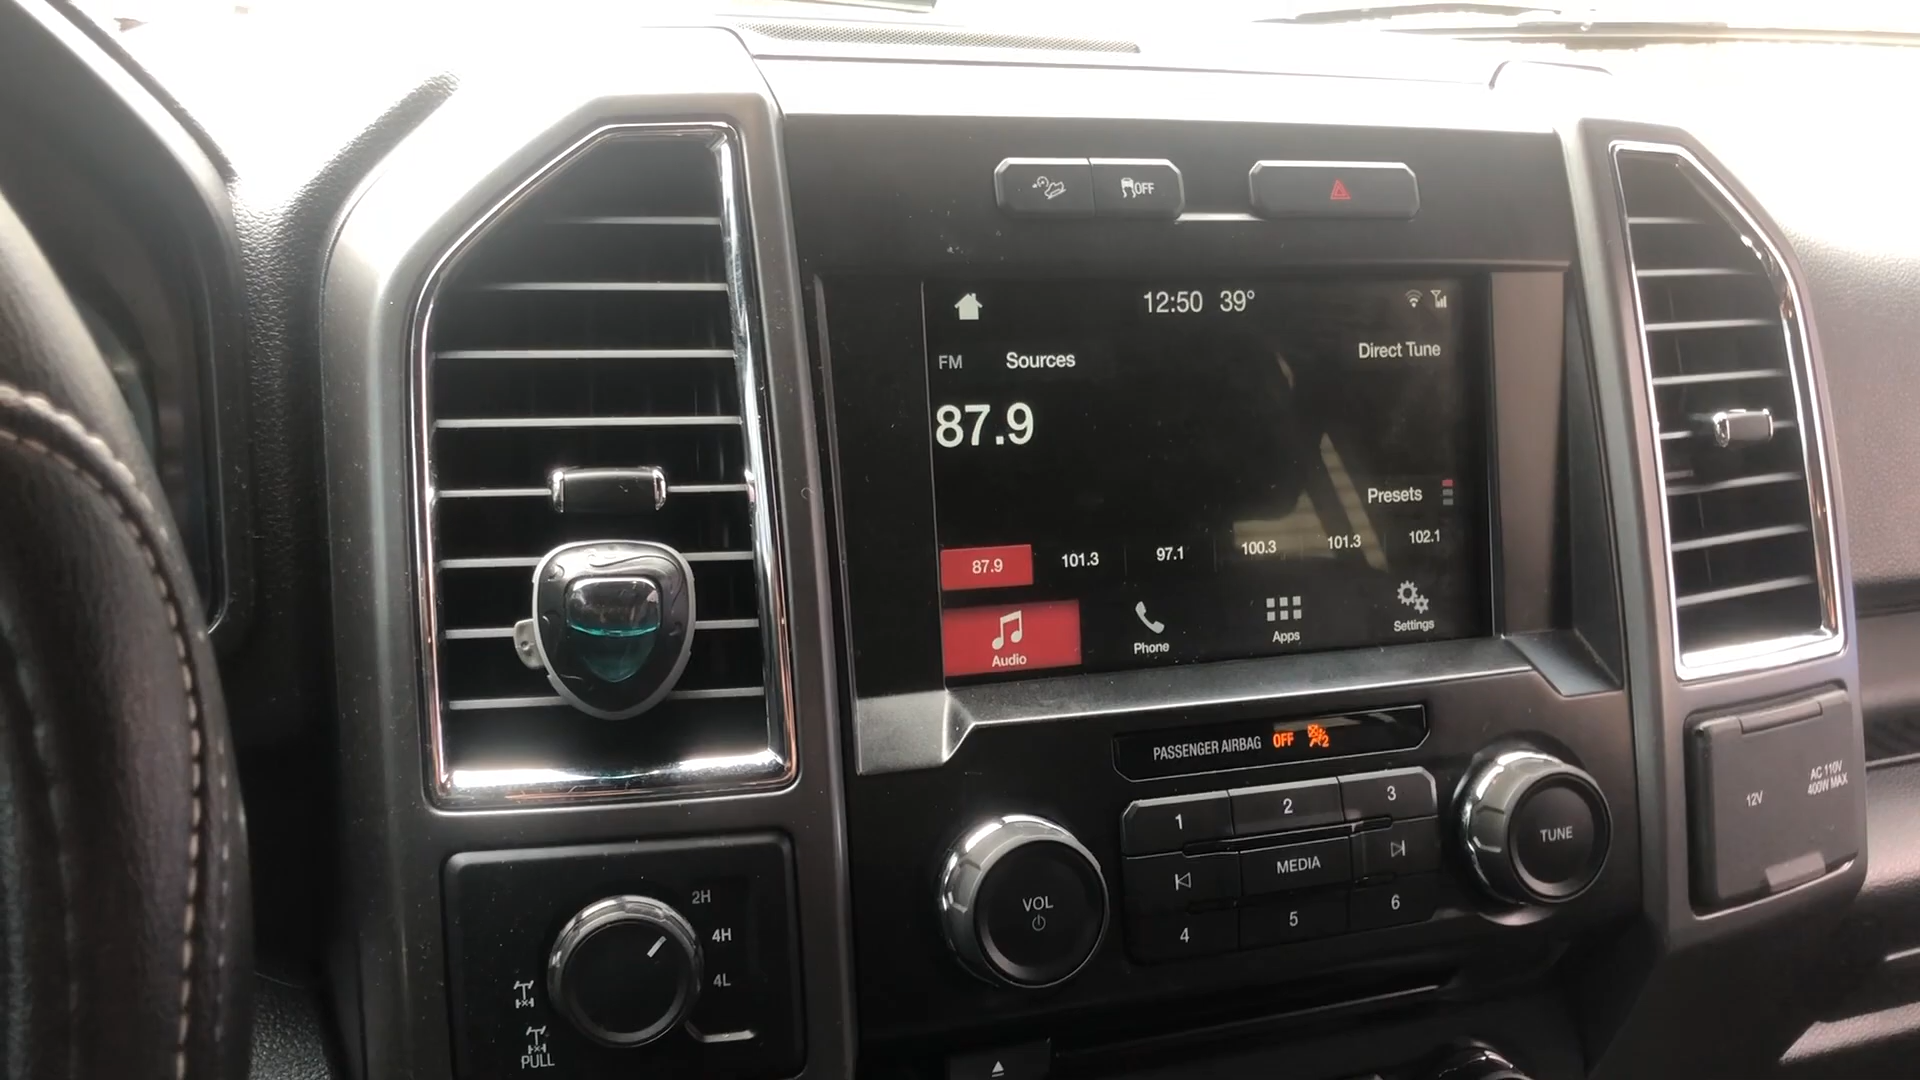 OFF
12:50 39°
FM Sources Direct Tune
87.9
Presets
87.9 101.3 97.1 100.3 101.3 102.1
Audio Phone Apps Settings
PASSENGER AIRBAG OFF 2
1 2 3
MEDIA
4 5 6
VOL
TUNE
12V
AC 110V
400W MAX
2H
4H
4L
PULL